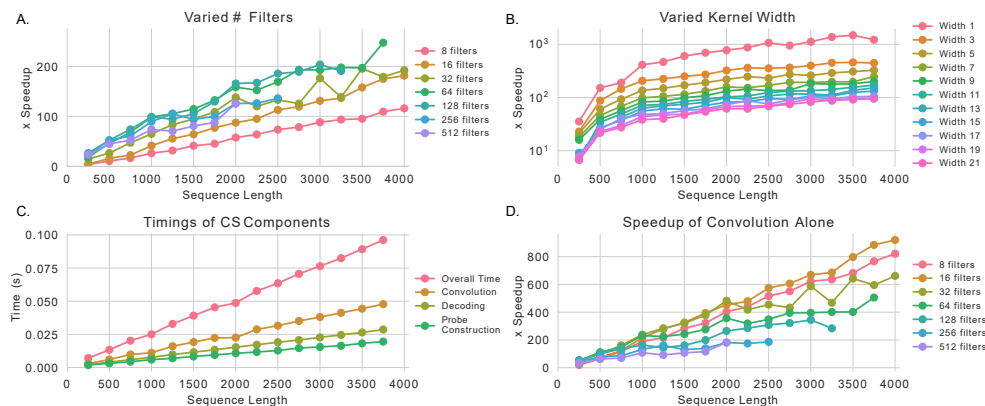 A.
Varied # Filters
200
100
0
x Speedup
0 500 1000 1500 2000 2500 3000 3500 4000
Sequence Length
8 filters
16 filters
32 filters
64 filters
128 filters
256 filters
512 filters
B.
Varied Kernel Width
10³
10²
10¹
x Speedup
0 500 1000 1500 2000 2500 3000 3500 4000
Sequence Length
Width 1
Width 3
Width 5
Width 7
Width 9
Width 11
Width 13
Width 15
Width 17
Width 19
Width 21
C.
Timings of CS Components
0.100
0.075
0.050
0.025
0.000
Time (s)
0 500 1000 1500 2000 2500 3000 3500 4000
Sequence Length
Overall Time
Convolution
Decoding
Probe
Construction
D.
Speedup of Convolution Alone
800
600
400
200
0
x Speedup
0 500 1000 1500 2000 2500 3000 3500 4000
Sequence Length
8 filters
16 filters
32 filters
64 filters
128 filters
256 filters
512 filters